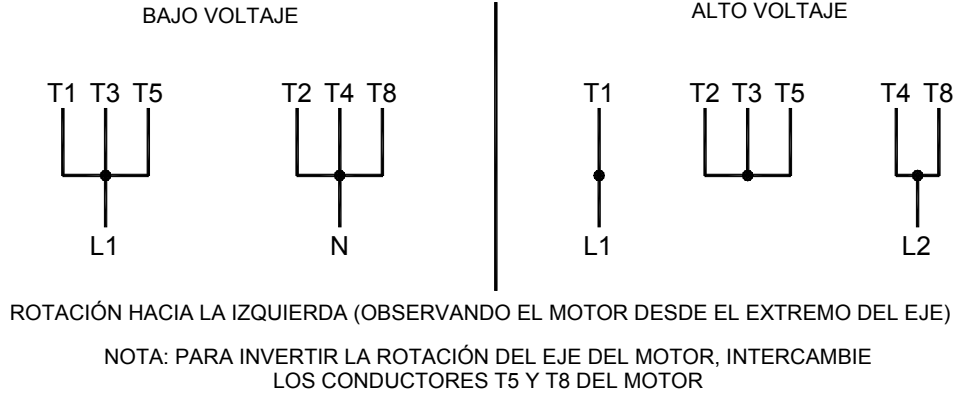 BAJO VOLTAJE
ALTO VOLTAJE
T1 T3 T5 T2 T4 T8 T1 T2 T3 T5 T4 T8
L1 N L1 L2
ROTACIÓN HACIA LA IZQUIERDA (OBSERVANDO EL MOTOR DESDE EL EXTREMO DEL EJE)
NOTA: PARA INVERTIR LA ROTACIÓN DEL EJE DEL MOTOR, INTERCAMBIE
LOS CONDUCTORES T5 Y T8 DEL MOTOR